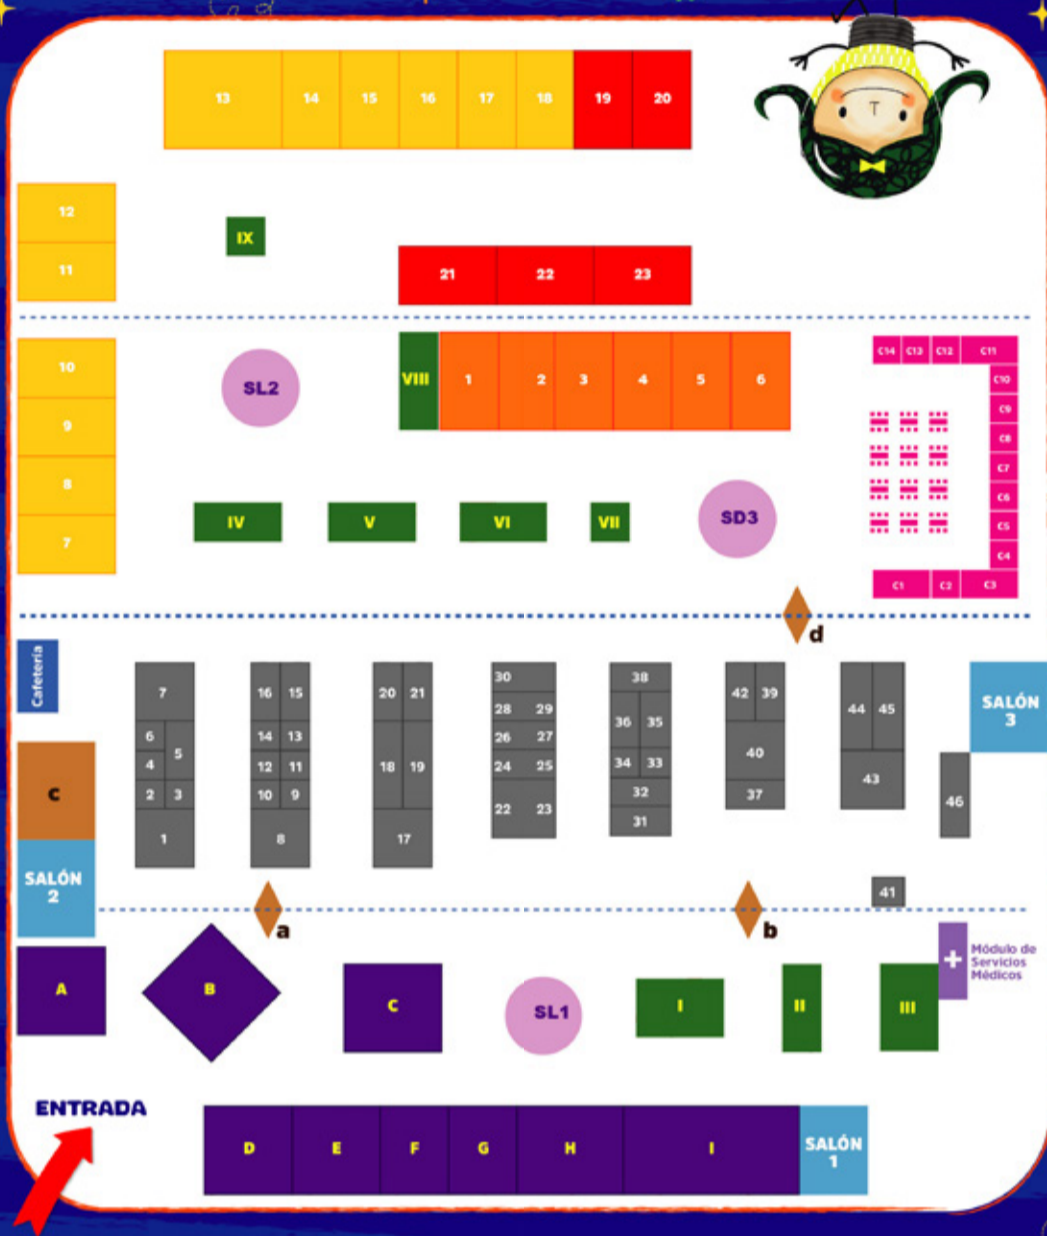 13 14 15 16 17 18 19 20
T
12
IX
11
21 22 23
10
9
8
7
SL2
VIII 1 2 3 4 5 6
C14 C13 C12 C11
C10
C9
C8
C7
C6
C5
C4
C1 C2 C3
IV V VI VII
SD3
d
Cafetería
C
SALÓN
2
7
6
5
4
2 3
1
16 15
14 13
12 11
10 9
8
20 21
18 19
17
30
28 29
26 27
24 25
22 23
38
36 35
34 33
32
31
42 39
40
37
44 45
43
46
41
SALÓN
3
a
b
A
B
C
SL1
I
II
III
+
Módulo de
Servicios
Médicos
ENTRADA
D E F G H I
SALÓN
1